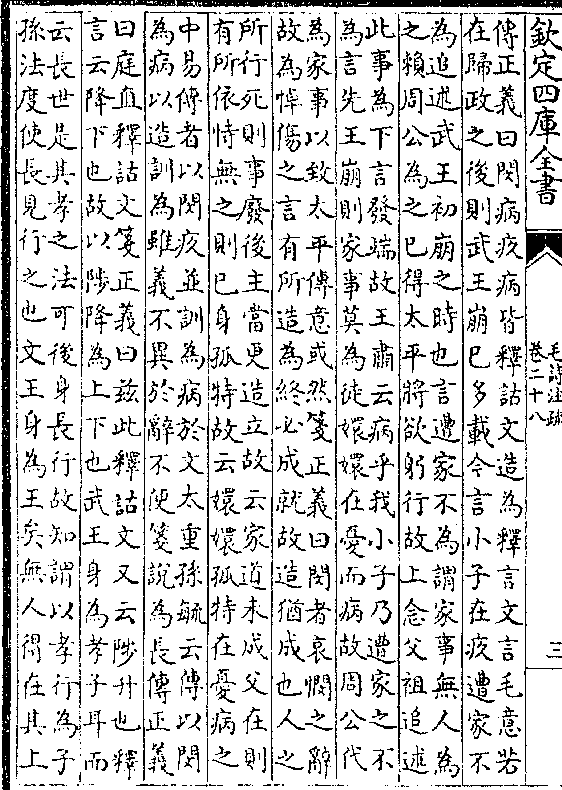 欽定四庫全書
毛詩注疏
卷二十八
三
傳正義曰閔病疚病皆釋詁文造為釋言文言毛意若
在歸政之後則武王崩已多載今言小子在疚遭家不
為追述武王初崩之時也言遭家不為謂家事無人為
之賴周公為之已得太平將欲躬行故上念父祖追述
此事為下言發端故王肅云病乎我小子乃遭家之不
為言先王崩則家事莫為徒嬛嬛在憂而病故周公代
為家事以致太平傳意或然箋正義曰閔者哀憫之辭
故為悼傷之言有所造為終必成就故造猶成也人之
所行死則事廢後主當更造立故云家道未成父在則
有所依恃無之則已身孤特故云嬛嬛孤特在憂病之
中易傳者以閔疚並訓為病於文太重孫毓云傳以閔
為病以造訓為雖義不異於辭不便箋說為長傳正義
曰庭直釋詁文箋正義曰兹此釋詁文又云陟升也釋
言云降下也故以陟降為上下也武王身為孝子耳而
云長世是其孝之法可後身長行故知謂以孝行為子
孫法度使長見行之也文王身為王矣無人得在其上